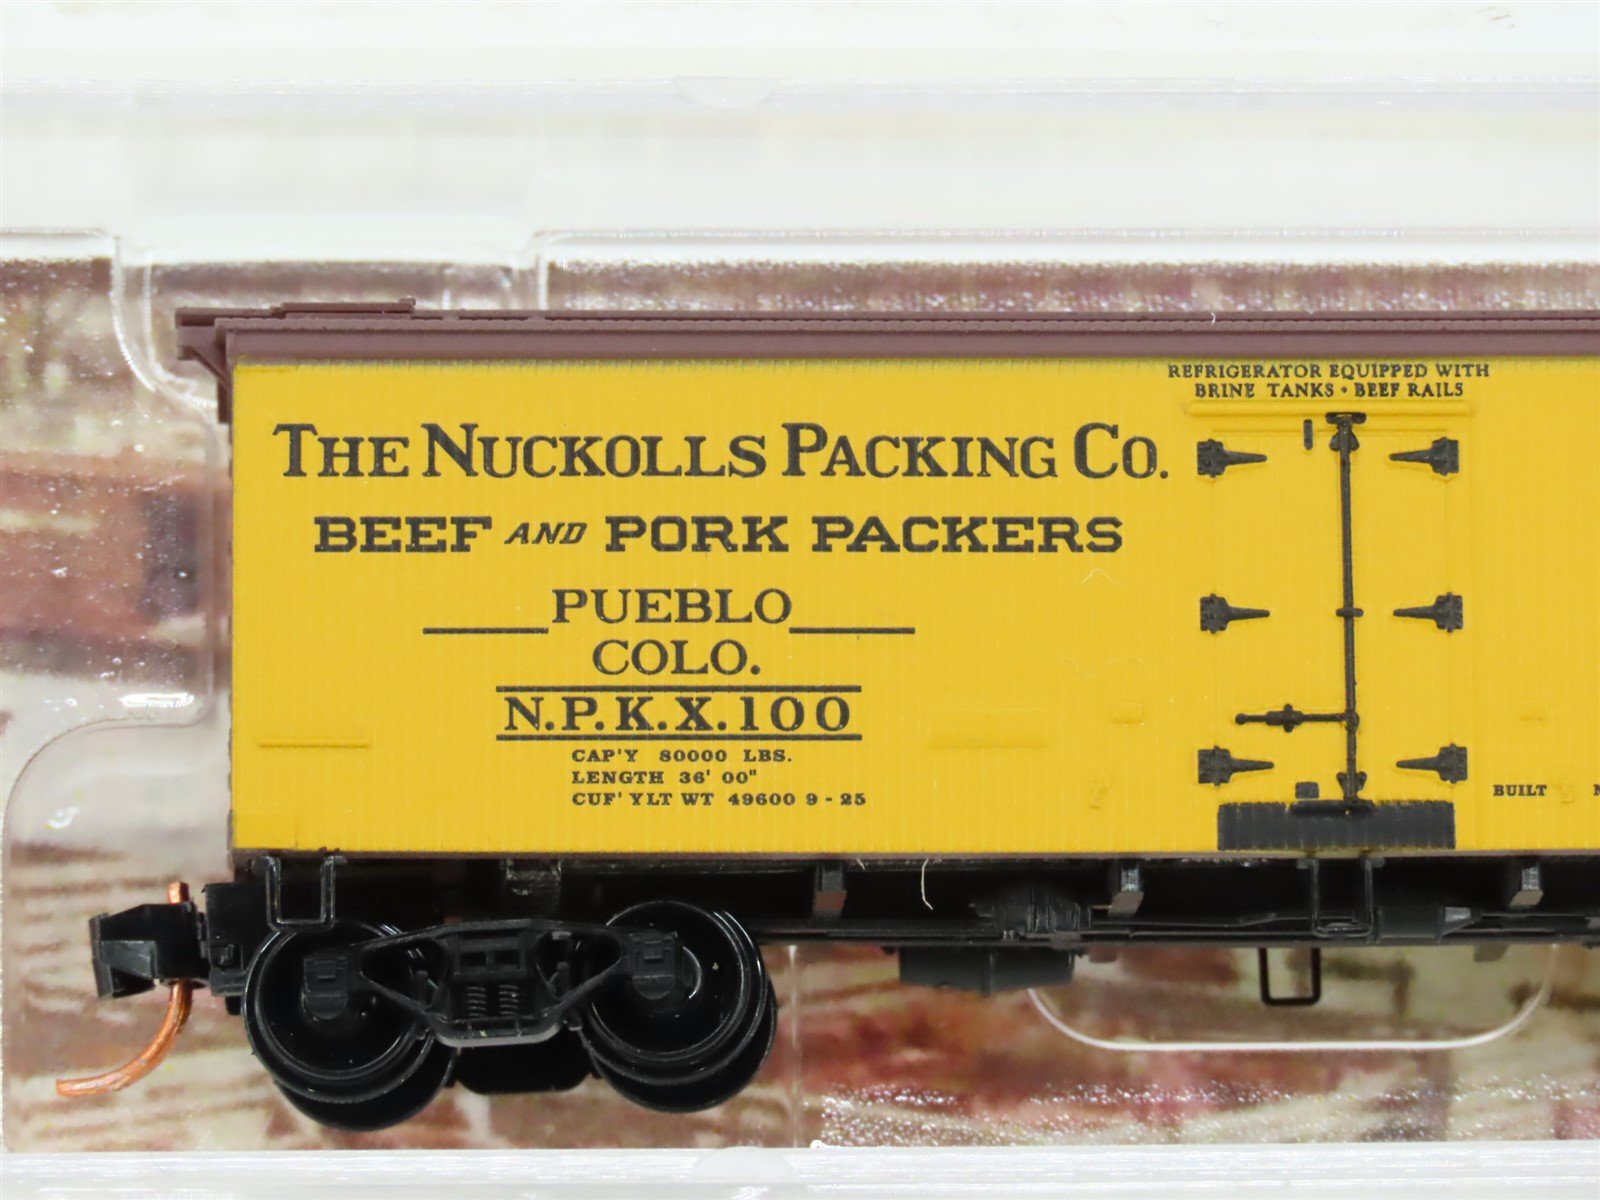 REFRIGERATOR EQUIPPED WITH
BRINE TANKS • BEEF RAILS
THE NUCKOLLS PACKING CO.
BEEF AND PORK PACKERS
PUEBLO
COLO.
N.P.K.X.100
CAP'Y 80000 LBS.
LENGTH 36' 00"
CUF'YLT WT 49600 9 - 25
BUILT